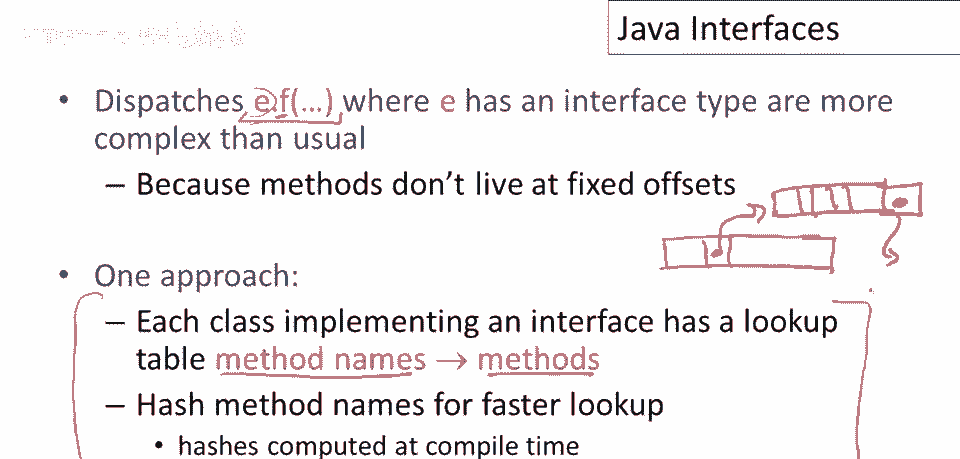 Java Interfaces
• Dispatches e.f(...) where e has an interface type are more
complex than usual
– Because methods don’t live at fixed offsets
• One approach:
– Each class implementing an interface has a lookup
table method names → methods
– Hash method names for faster lookup
• hashes computed at compile time